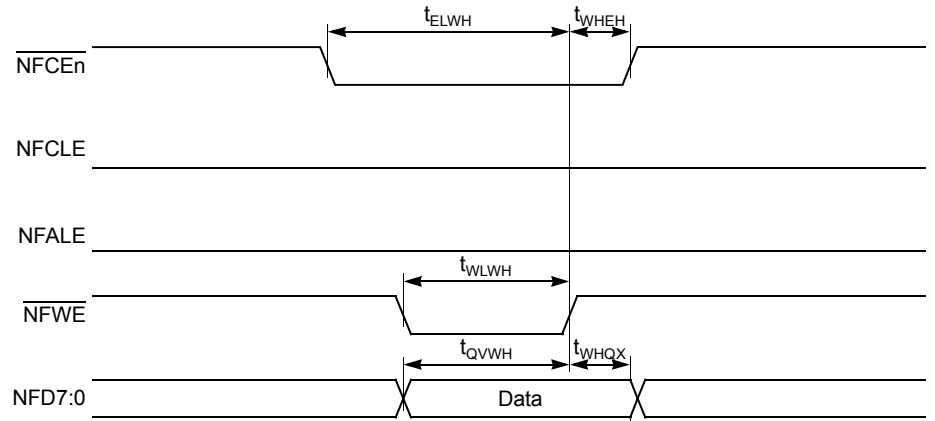 tELWH tWHEH
NFCEn
NFCLE
NFALE
tWLWH
NFWE
tQVWH tWHQX
NFD7:0 Data